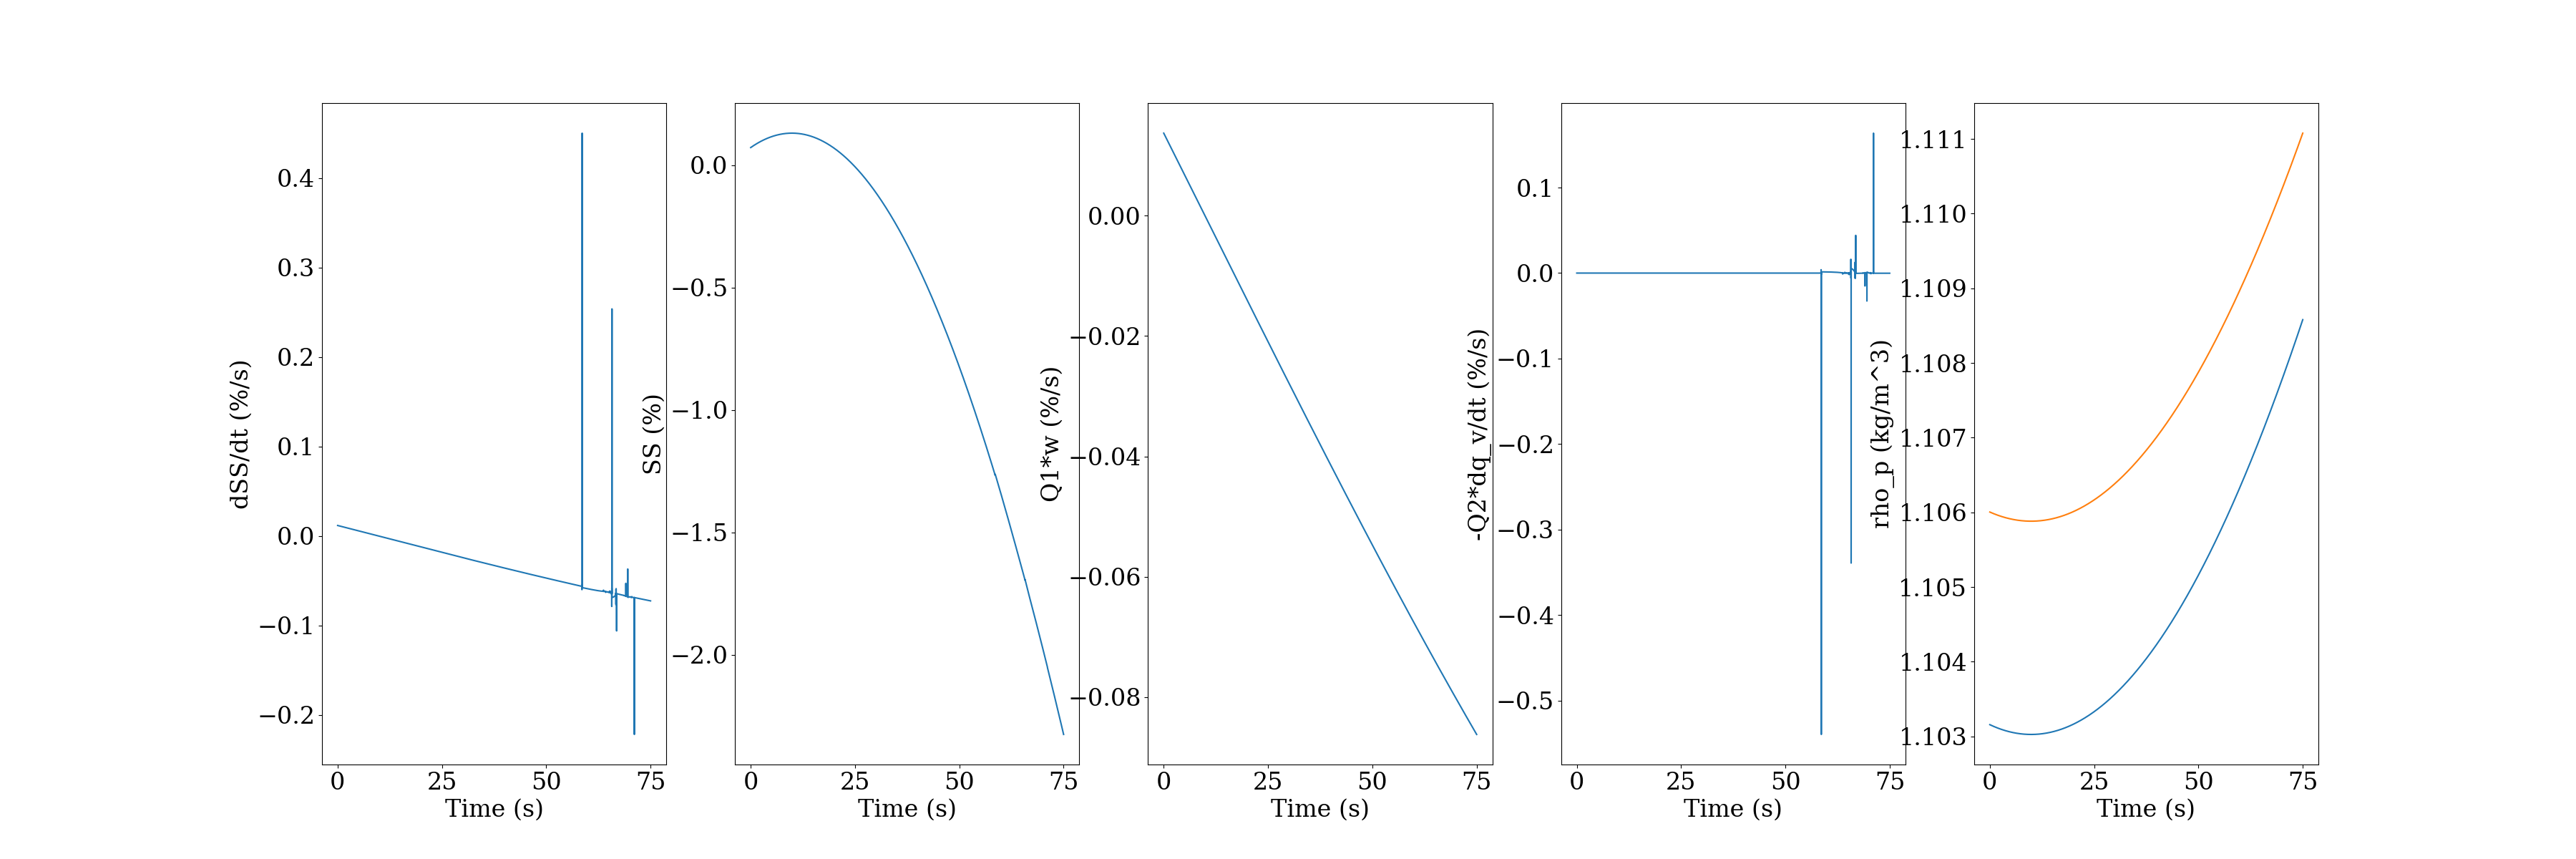 dSS/dt (%/s)
0.4
0.3
0.2
0.1
0.0
−0.1
−0.2
0 25 50 75
Time (s)
SS (%)
0.0
−0.5
−1.0
−1.5
−2.0
0 25 50 75
Time (s)
Q1*w (%/s)
0.00
−0.02
−0.04
−0.06
−0.08
0 25 50 75
Time (s)
-Q2*dq_v/dt (%/s)
0.1
0.0
−0.1
−0.2
−0.3
−0.4
−0.5
0 25 50 75
Time (s)
rho_p (kg/m^3)
1.111
1.110
1.109
1.108
1.107
1.106
1.105
1.104
1.103
0 25 50 75
Time (s)